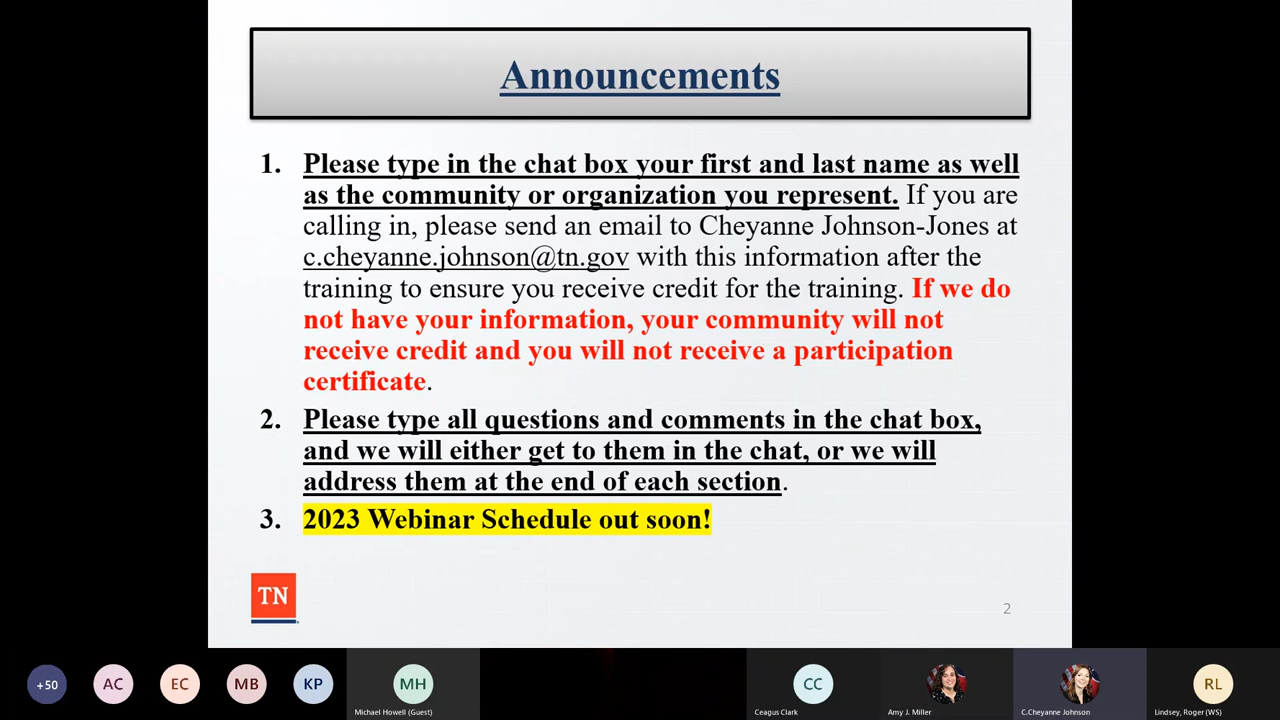 Announcements
1. Please type in the chat box your first and last name as well
as the community or organization you represent. If you are
calling in, please send an email to Cheyanne Johnson-Jones at
c.cheyanne.johnson@tn.gov with this information after the
training to ensure you receive credit for the training. If we do
not have your information, your community will not
receive credit and you will not receive a participation
certificate.
2. Please type all questions and comments in the chat box,
and we will either get to them in the chat, or we will
address them at the end of each section.
3. 2023 Webinar Schedule out soon!
TN
2
+50 AC EC MB KP MH CC RL
Michael Howell (Guest) Ceagus Clark Amy J. Miller C.Cheyanne Johnson Lindsey, Roger (WS)